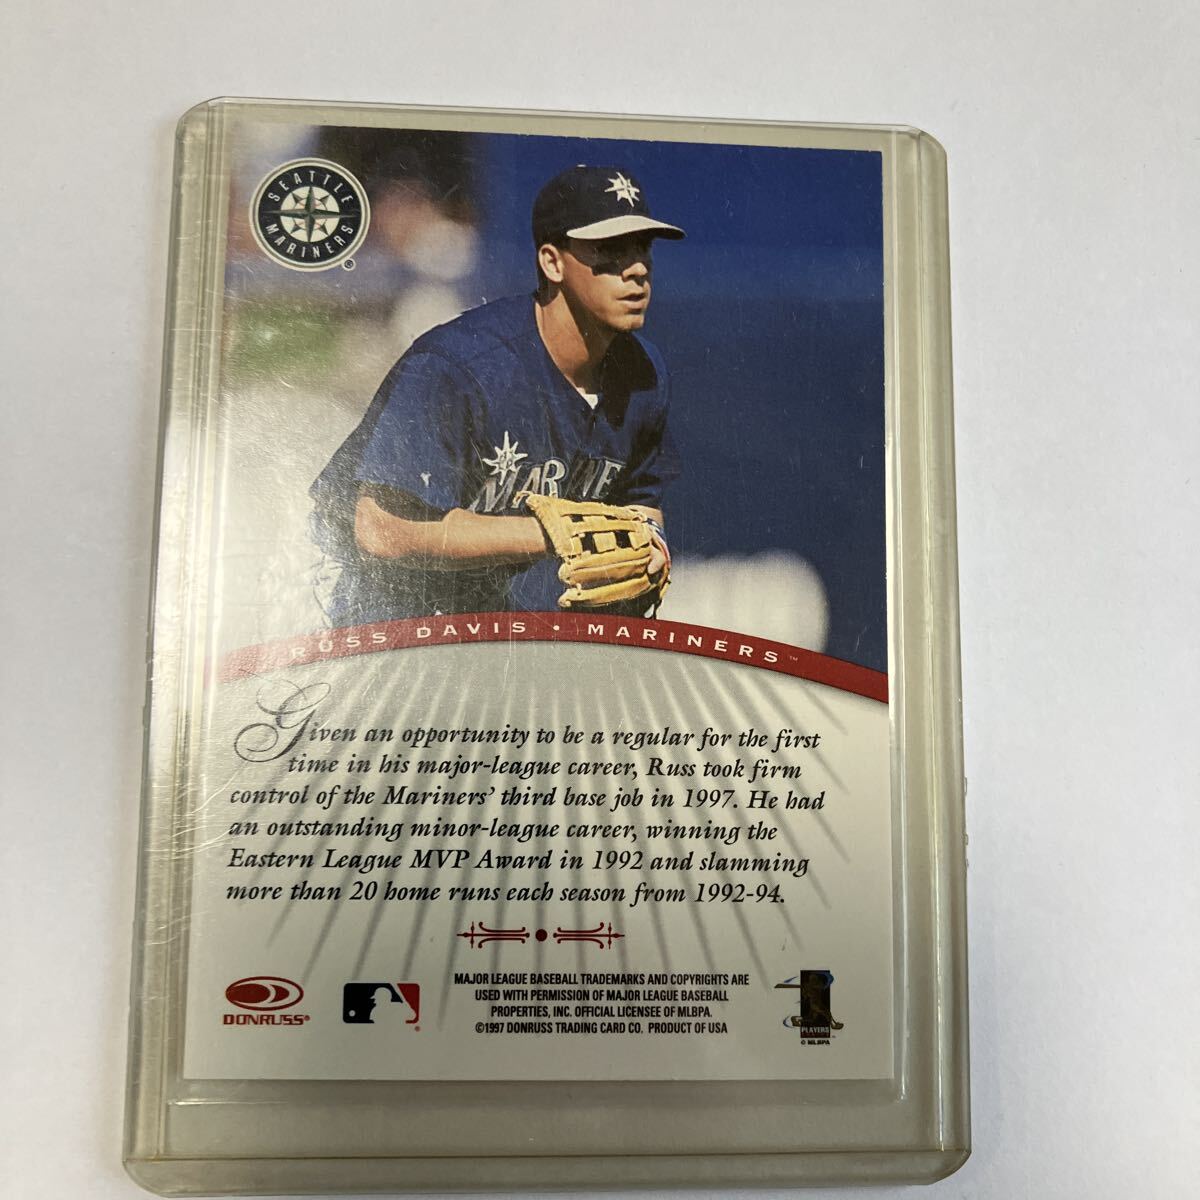 SEATTLE
MARINERS
MARINE
RUSS DAVIS • MARINERS™
Given an opportunity to be a regular for the first
time in his major-league career, Russ took firm
control of the Mariners' third base job in 1997. He had
an outstanding minor-league career, winning the
Eastern League MVP Award in 1992 and slamming
more than 20 home runs each season from 1992-94.
MAJOR LEAGUE BASEBALL TRADEMARKS AND COPYRIGHTS ARE
USED WITH PERMISSION OF MAJOR LEAGUE BASEBALL
PROPERTIES, INC. OFFICIAL LICENSEE OF MLBPA.
©1997 DONRUSS TRADING CARD CO. PRODUCT OF USA
DONRUSS®
PLAYERS
© MLBPA